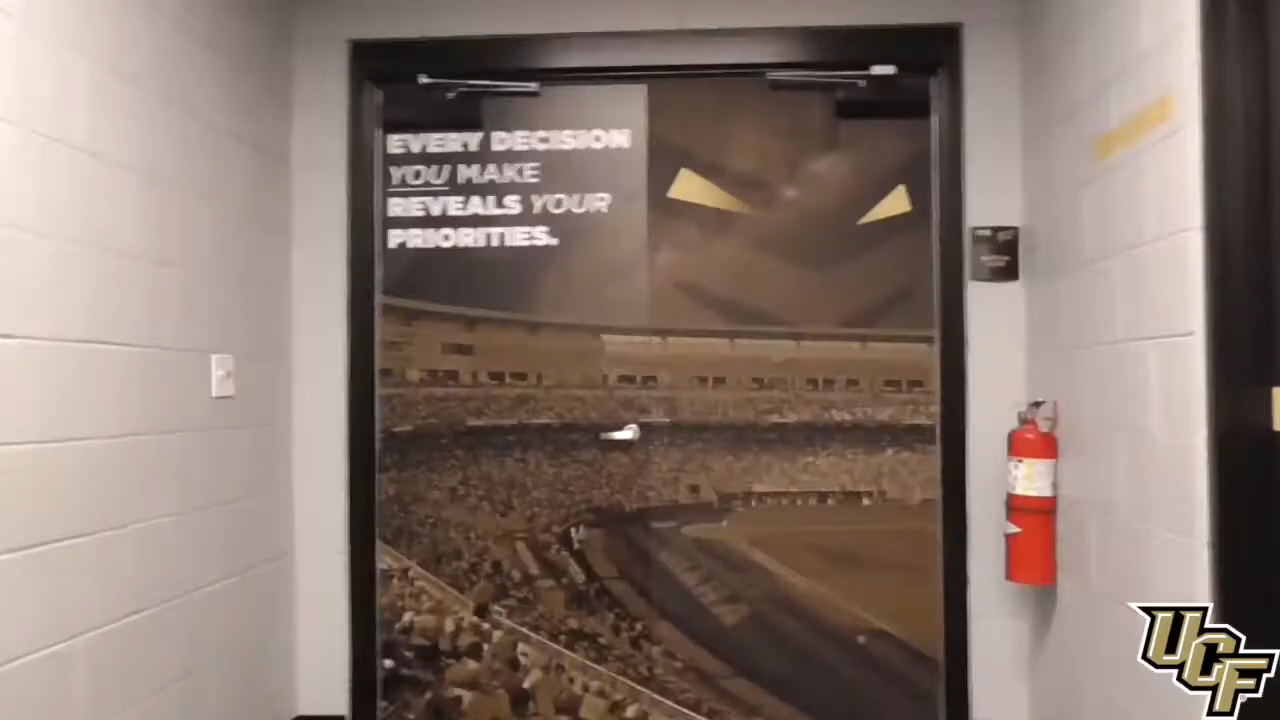 EVERY DECISION
YOU MAKE
REVEALS YOUR
PRIORITIES.
UCF